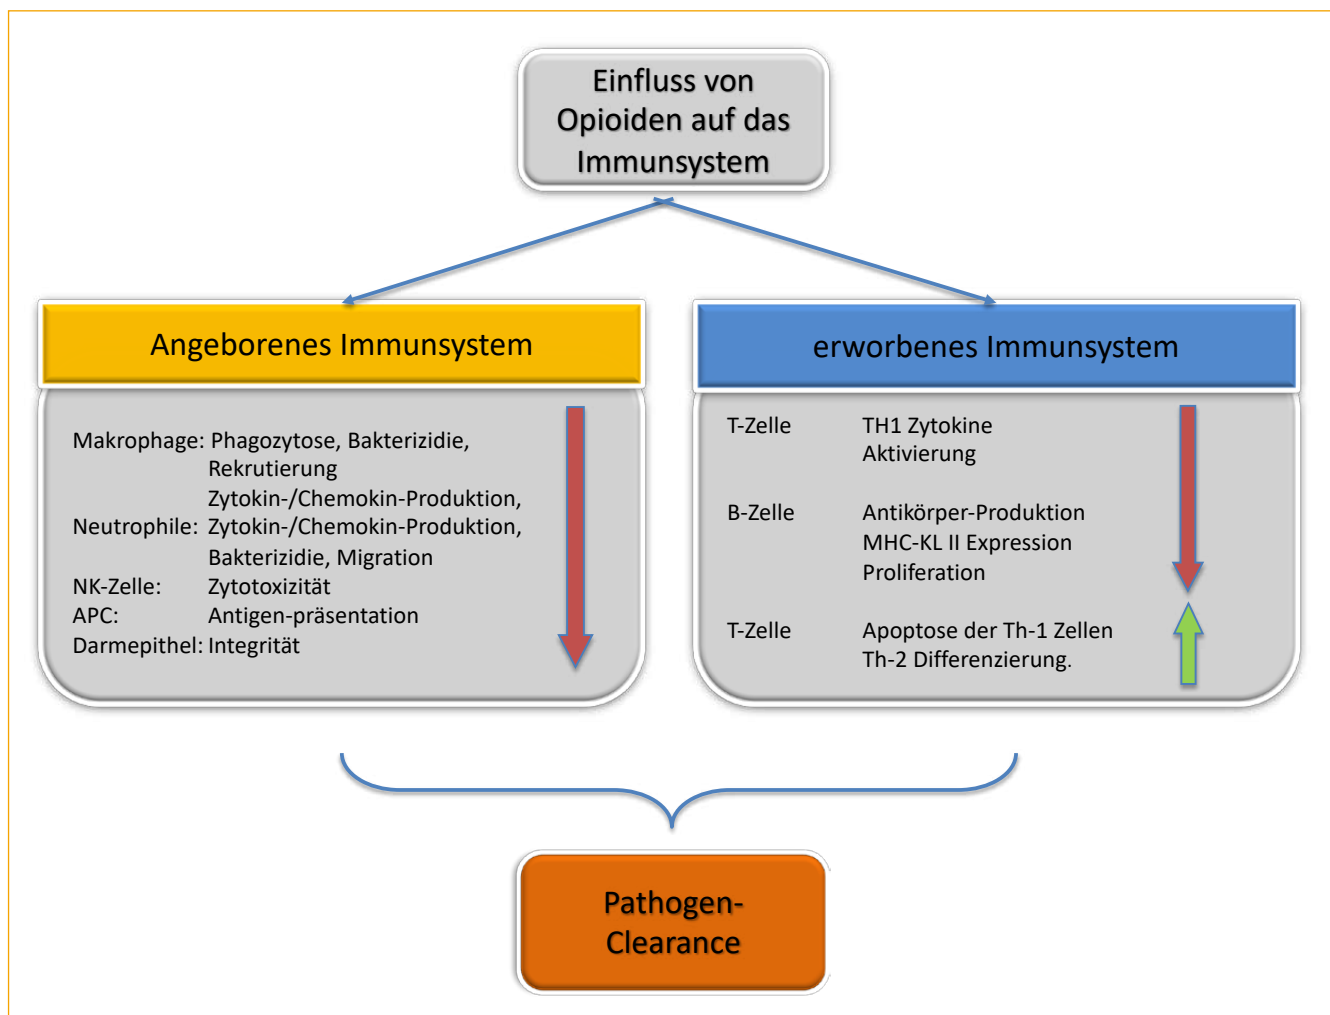 Einfluss von
Opioiden auf das
Immunsystem
Angeborenes Immunsystem
Makrophage: Phagozytose, Bakterizidie,
Rekrutierung
Zytokin-/Chemokin-Produktion,
Neutrophile: Zytokin-/Chemokin-Produktion,
Bakterizidie, Migration
NK-Zelle: Zytotoxizität
APC: Antigen-präsentation
Darmepithel: Integrität
erworbenes Immunsystem
T-Zelle TH1 Zytokine
Aktivierung
B-Zelle Antikörper-Produktion
MHC-KL II Expression
Proliferation
T-Zelle Apoptose der Th-1 Zellen
Th-2 Differenzierung.
Pathogen-
Clearance